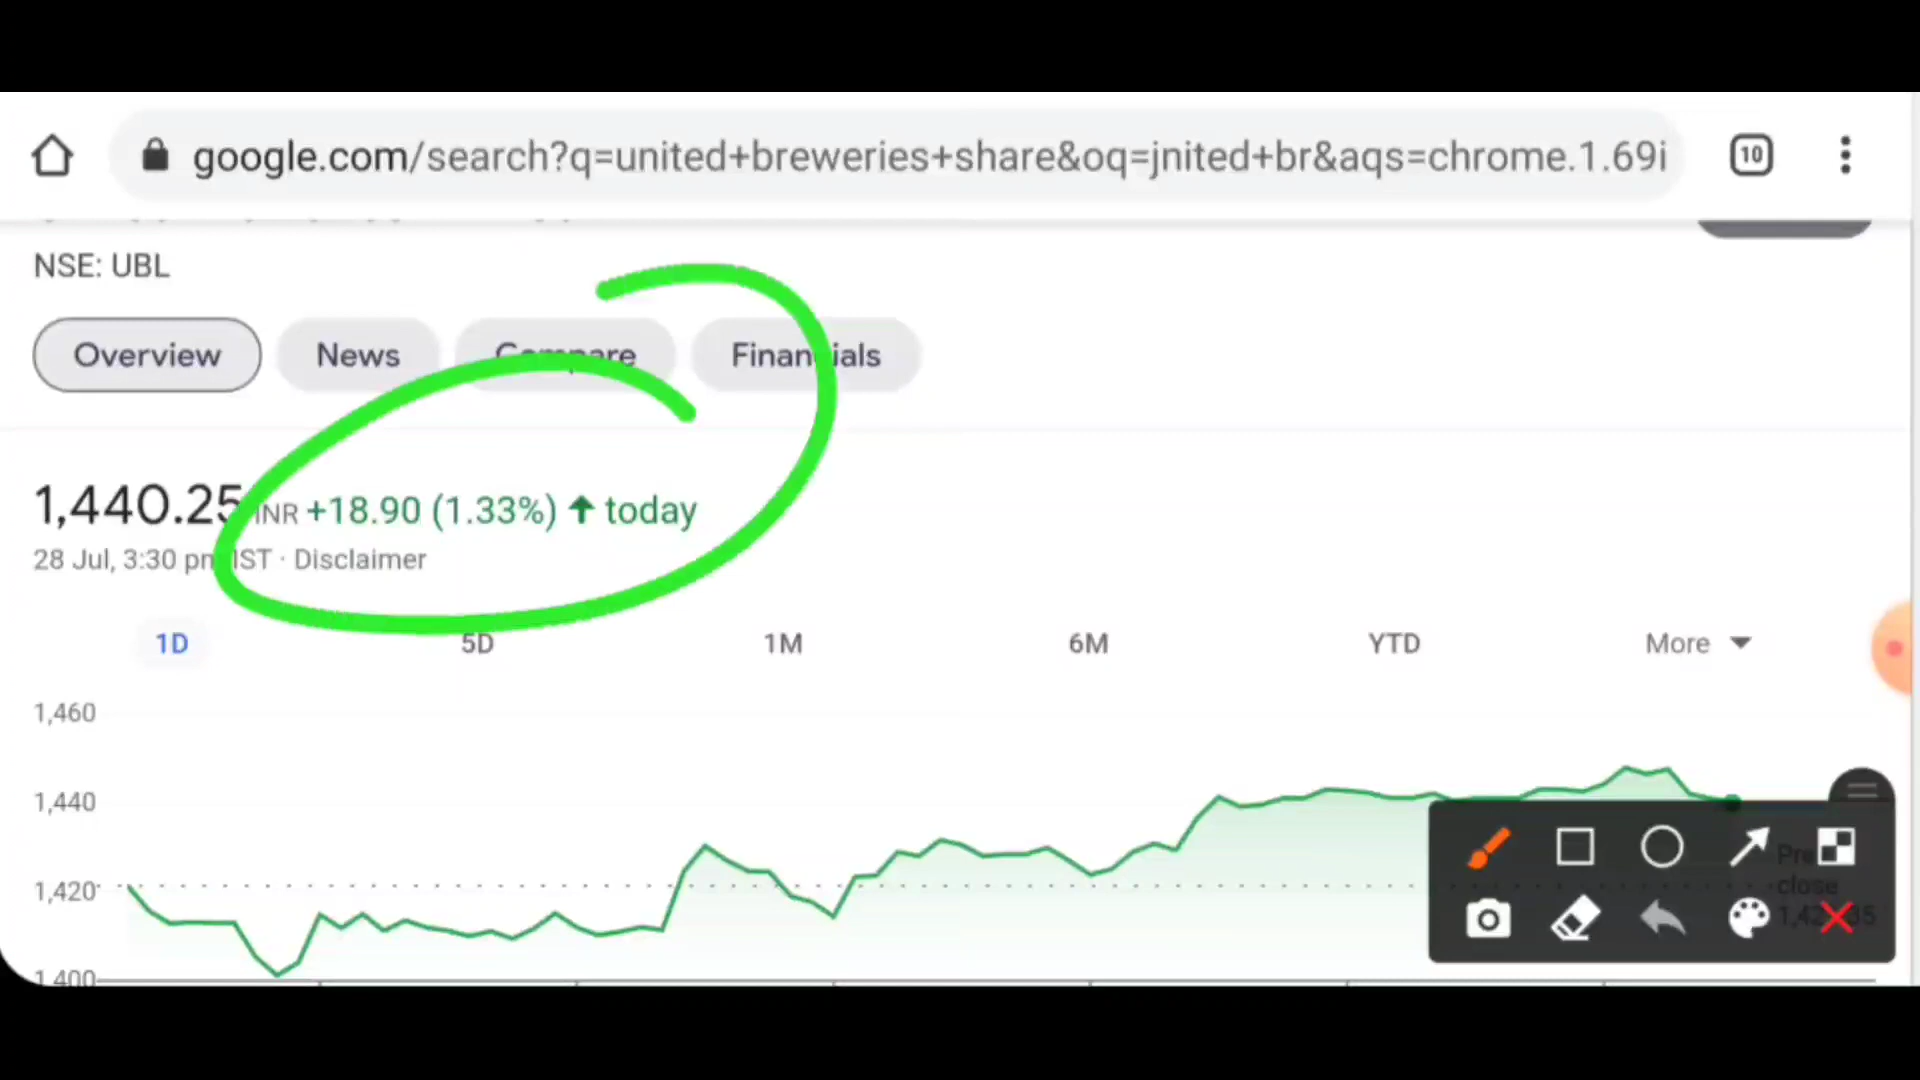 google.com/search?q=united+breweries+share&oq=jnited+br&aqs=chrome.1.69i
10
NSE: UBL
Overview
News
Compare
Financials
1,440.25 INR +18.90 (1.33%) ↑ today
28 Jul, 3:30 pm IST · Disclaimer
1D
5D
1M
6M
YTD
More
1,460
1,440
1,420
1,400
Pre
close